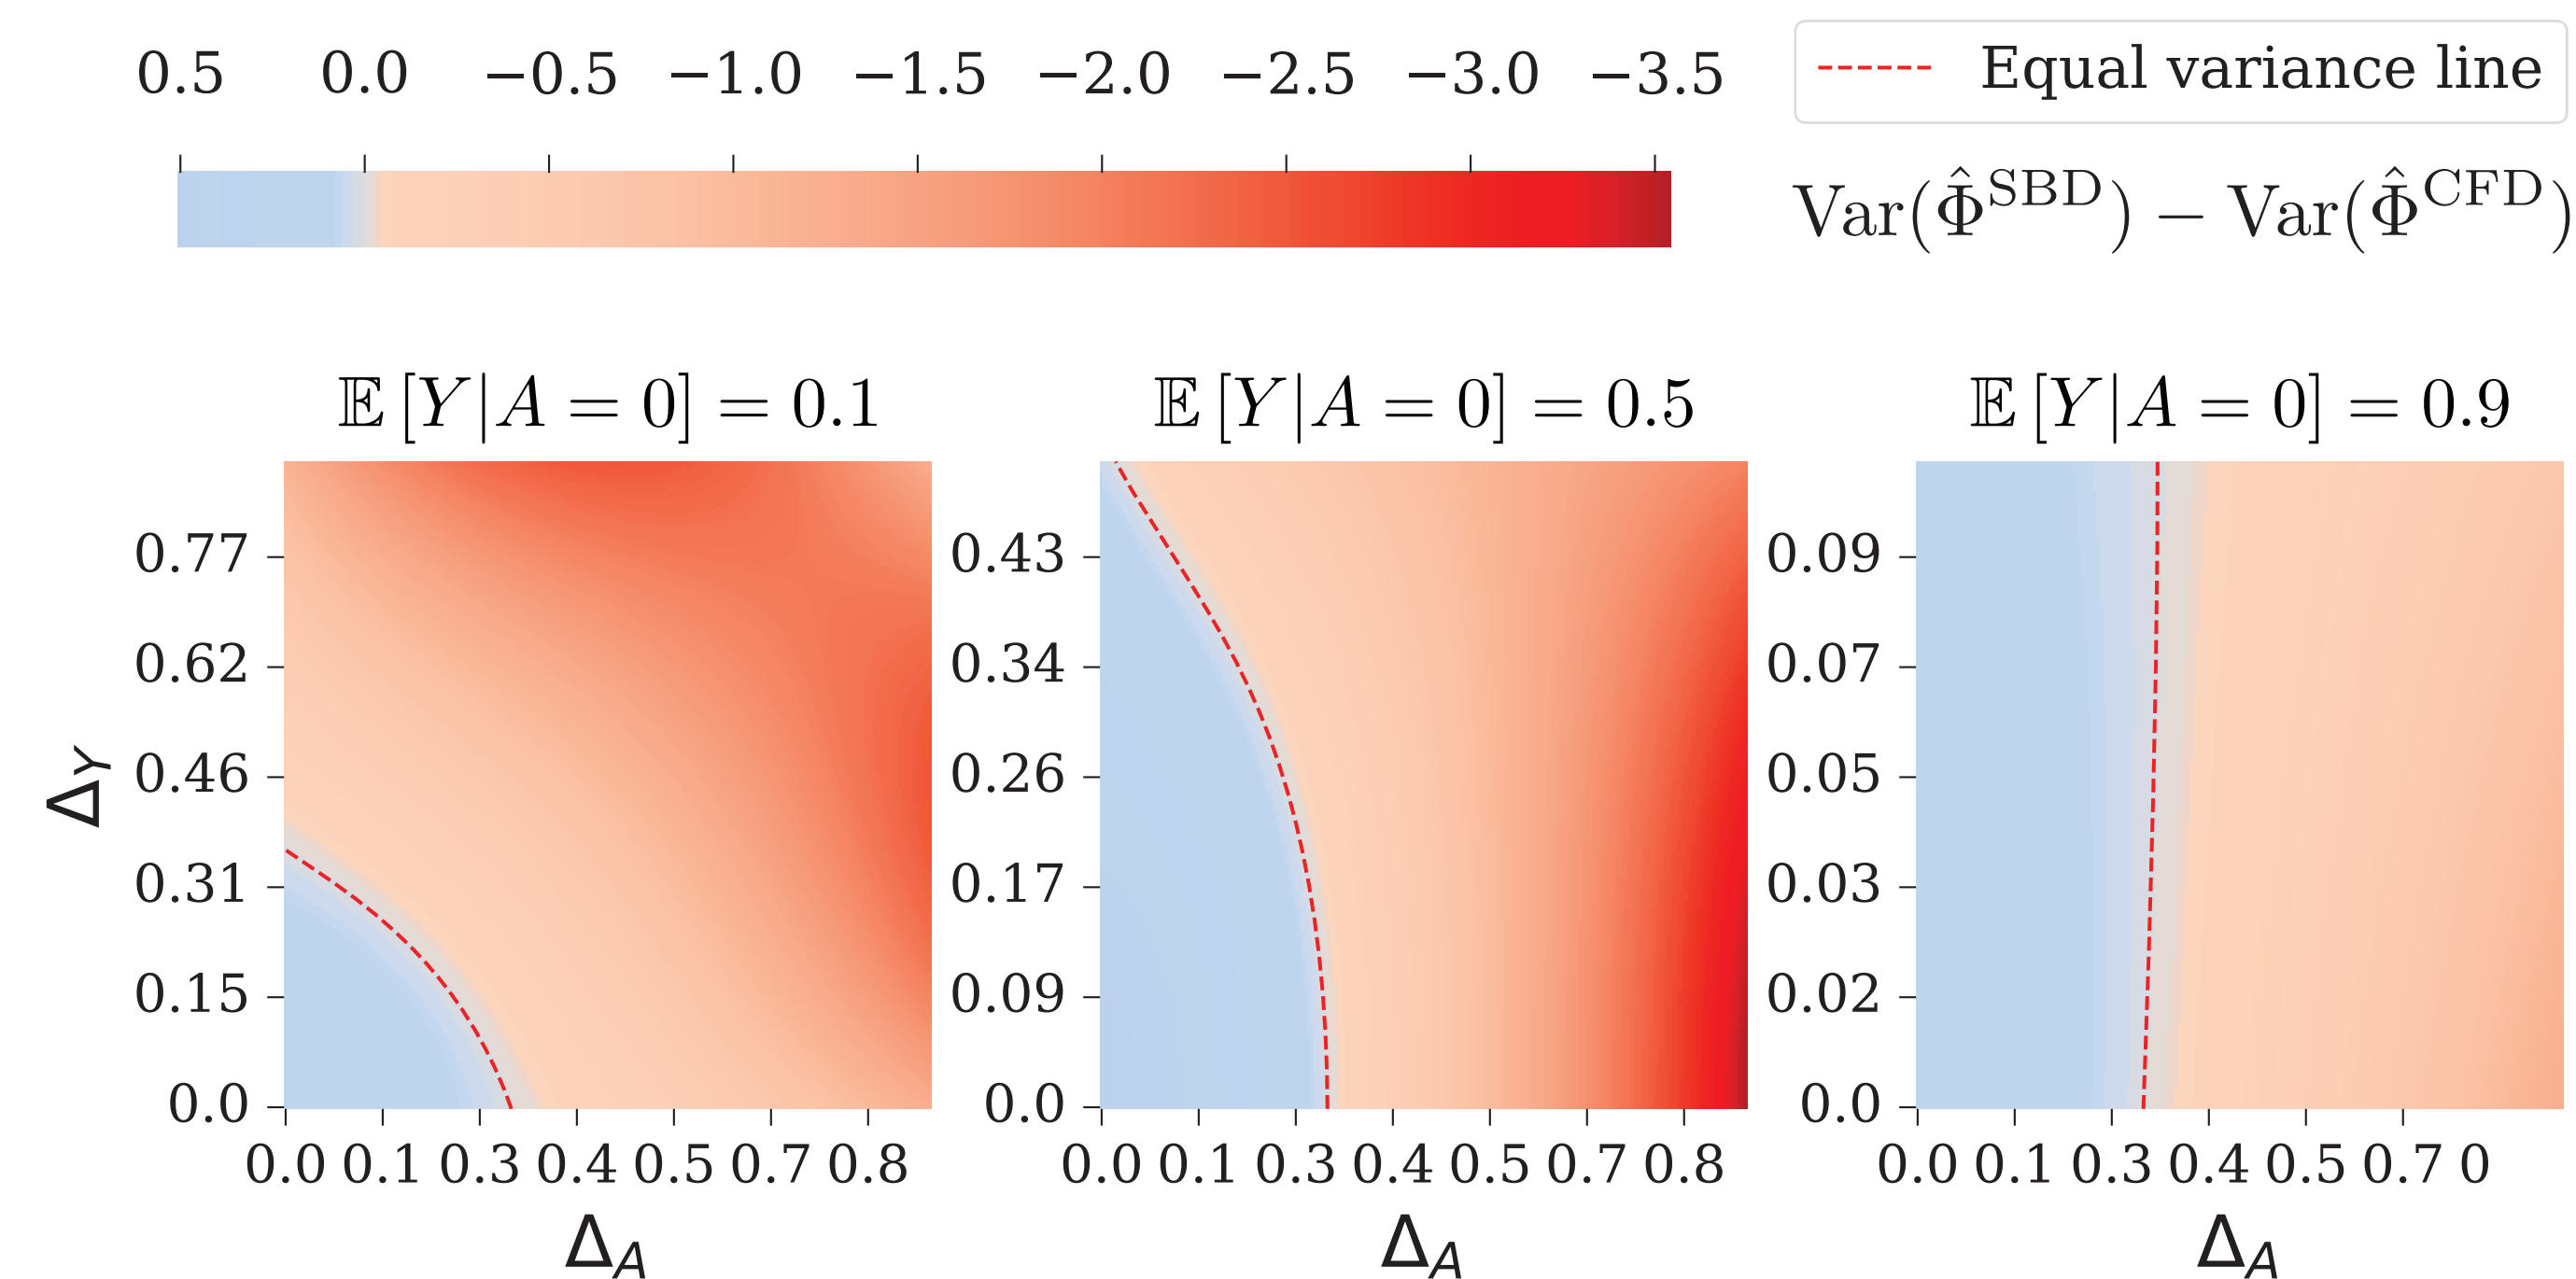 0.5 0.0 −0.5 −1.0 −1.5 −2.0 −2.5 −3.0 −3.5
Equal variance line
Var(Φ̂^SBD) − Var(Φ̂^CFD)
𝔼[Y|A = 0] = 0.1
𝔼[Y|A = 0] = 0.5
𝔼[Y|A = 0] = 0.9
Δ_Y
0.77
0.62
0.46
0.31
0.15
0.0
0.0 0.1 0.3 0.4 0.5 0.7 0.8
Δ_A
0.43
0.34
0.26
0.17
0.09
0.0
0.0 0.1 0.3 0.4 0.5 0.7 0.8
Δ_A
0.09
0.07
0.05
0.03
0.02
0.0
0.0 0.1 0.3 0.4 0.5 0.7 0
Δ_A